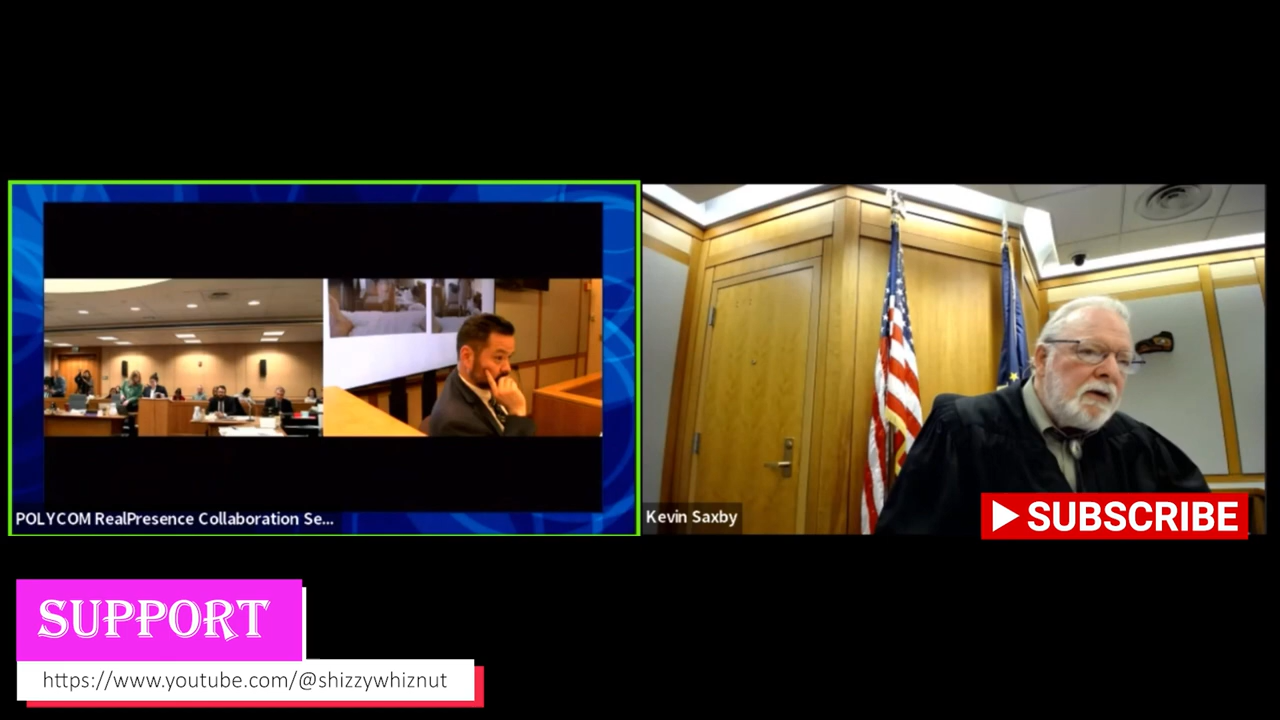 POLYCOM RealPresence Collaboration Se...
Kevin Saxby
SUBSCRIBE
SUPPORT
https://www.youtube.com/@shizzywhiznut